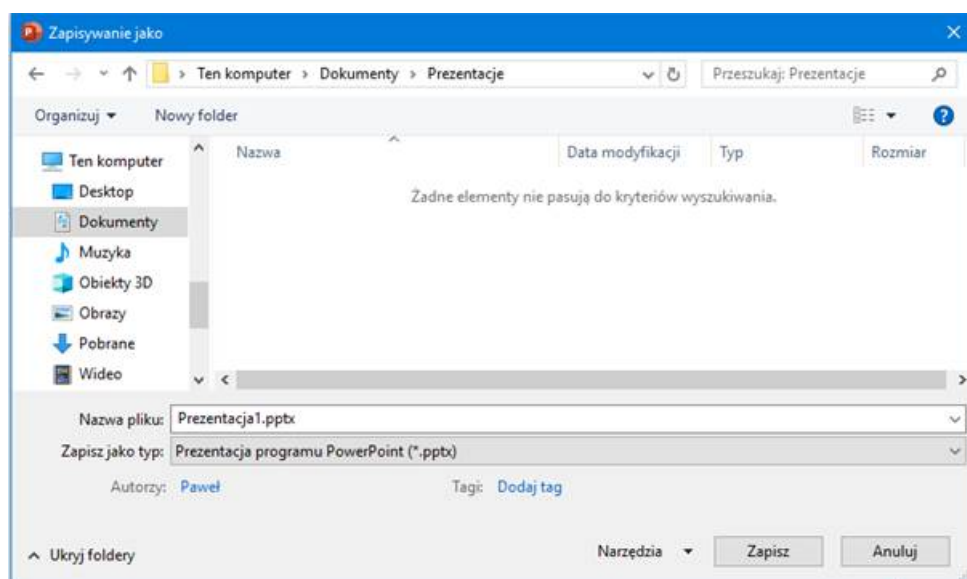 Zapisywanie jako
Ten komputer > Dokumenty > Prezentacje
Przeszukaj: Prezentacje
Organizuj
Nowy folder
Ten komputer
Desktop
Dokumenty
Muzyka
Obiekty 3D
Obrazy
Pobrane
Wideo
Nazwa Data modyfikacji Typ Rozmiar
Żadne elementy nie pasują do kryteriów wyszukiwania.
Nazwa pliku: Prezentacja1.pptx
Zapisz jako typ: Prezentacja programu PowerPoint (*.pptx)
Autorzy: Paweł Tagi: Dodaj tag
Ukryj foldery Narzędzia Zapisz Anuluj